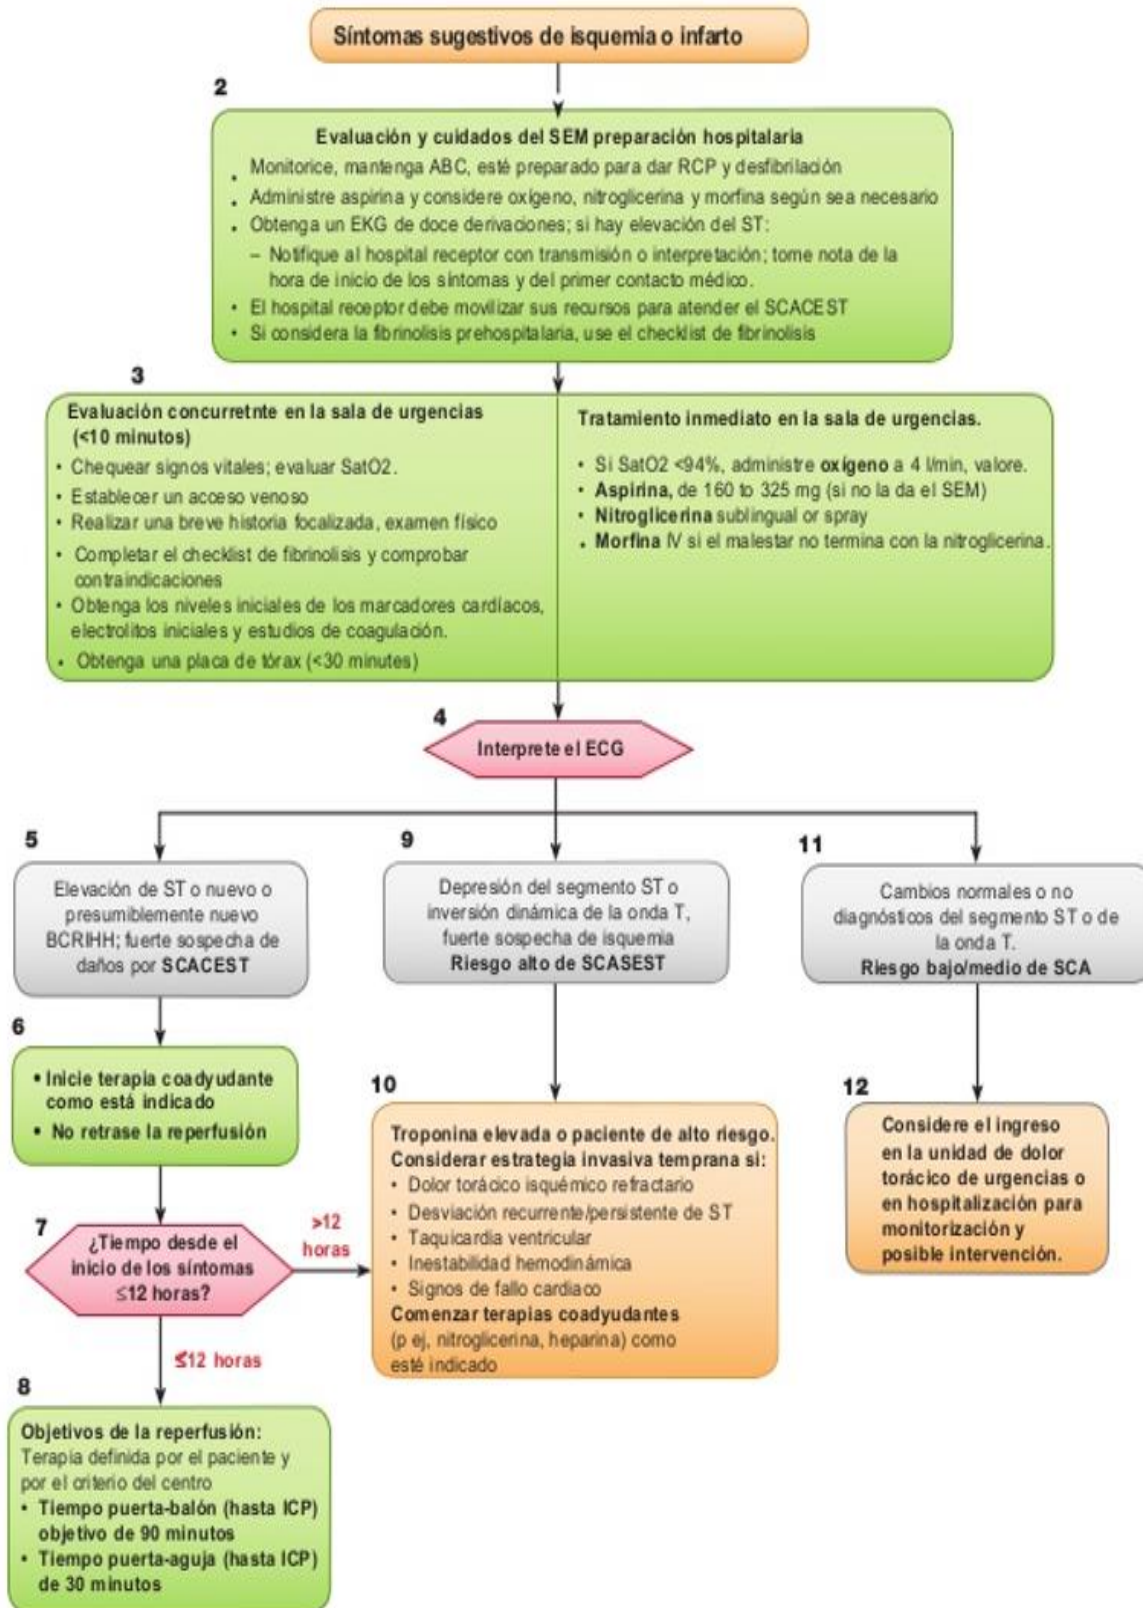 Síntomas sugestivos de isquemia o infarto
2
Evaluación y cuidados del SEM preparación hospitalaria
• Monitorice, mantenga ABC, esté preparado para dar RCP y desfibrilación
• Administre aspirina y considere oxígeno, nitroglicerina y morfina según sea necesario
• Obtenga un EKG de doce derivaciones; si hay elevación del ST:
– Notifique al hospital receptor con transmisión o interpretación; tome nota de la
hora de inicio de los síntomas y del primer contacto médico.
• El hospital receptor debe movilizar sus recursos para atender el SCACEST
• Si considera la fibrinolisis prehospitalaria, use el checklist de fibrinolisis
3
Evaluación concurretnte en la sala de urgencias
(<10 minutos)
• Chequear signos vitales; evaluar SatO2.
• Establecer un acceso venoso
• Realizar una breve historia focalizada, examen físico
• Completar el checklist de fibrinolisis y comprobar
contraindicaciones
• Obtenga los niveles iniciales de los marcadores cardíacos,
electrolitos iniciales y estudios de coagulación.
• Obtenga una placa de tórax (<30 minutes)
Tratamiento inmediato en la sala de urgencias.
• Si SatO2 <94%, administre oxígeno a 4 l/min, valore.
• Aspirina, de 160 to 325 mg (si no la da el SEM)
• Nitroglicerina sublingual or spray
• Morfina IV si el malestar no termina con la nitroglicerina.
4
Interprete el ECG
5
Elevación de ST o nuevo o
presumiblemente nuevo
BCRIHH; fuerte sospecha de
daños por SCACEST
6
• Inicie terapia coadyudante
como está indicado
• No retrase la reperfusión
7
¿Tiempo desde el
inicio de los síntomas
≤12 horas?
>12
horas
≤12 horas
8
Objetivos de la reperfusión:
Terapia definida por el paciente y
por el criterio del centro
• Tiempo puerta-balón (hasta ICP)
objetivo de 90 minutos
• Tiempo puerta-aguja (hasta ICP)
de 30 minutos
9
Depresión del segmento ST o
inversión dinámica de la onda T,
fuerte sospecha de isquemia
Riesgo alto de SCASEST
10
Troponina elevada o paciente de alto riesgo.
Considerar estrategia invasiva temprana si:
• Dolor torácico isquémico refractario
• Desviación recurrente/persistente de ST
• Taquicardia ventricular
• Inestabilidad hemodinámica
• Signos de fallo cardiaco
Comenzar terapias coadyudantes
(p ej, nitroglicerina, heparina) como
esté indicado
11
Cambios normales o no
diagnósticos del segmento ST o de
la onda T.
Riesgo bajo/medio de SCA
12
Considere el ingreso
en la unidad de dolor
torácico de urgencias o
en hospitalización para
monitorización y
posible intervención.